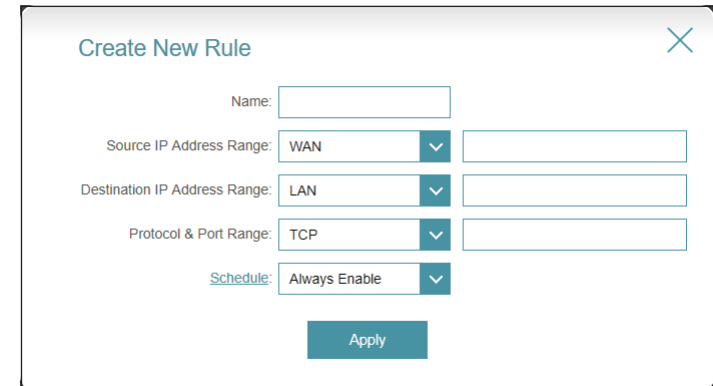 Create New Rule
Name:
Source IP Address Range: WAN
Destination IP Address Range: LAN
Protocol & Port Range: TCP
Schedule: Always Enable
Apply